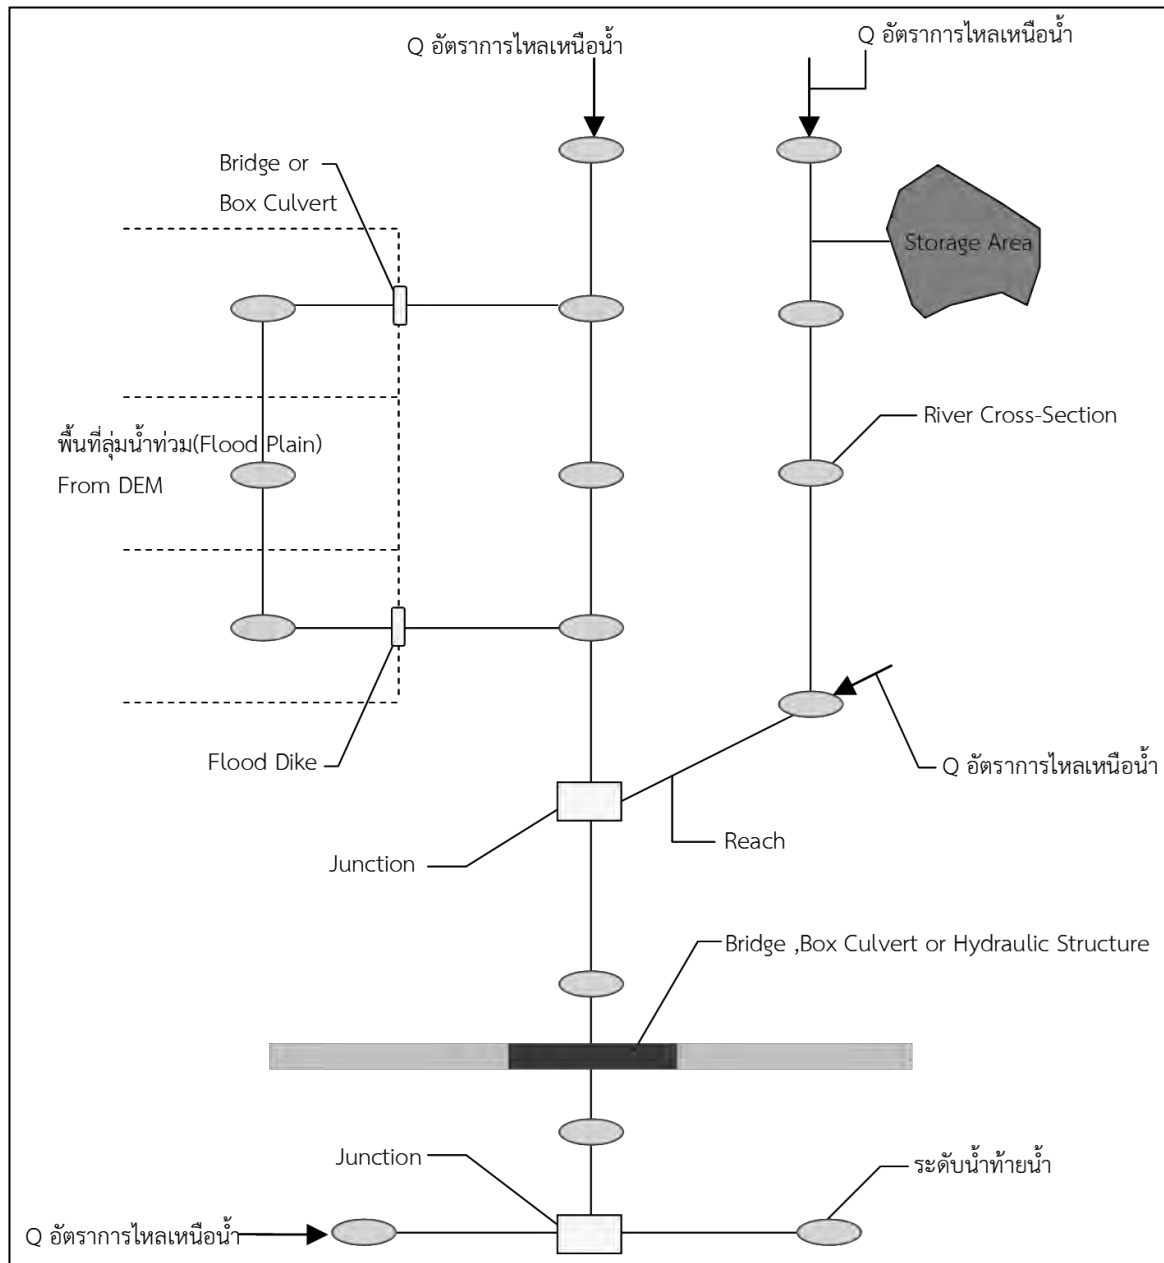 Q อัตราการไหลเหนือน้ำ
Q อัตราการไหลเหนือน้ำ
Bridge or
Box Culvert
Storage Area
River Cross-Section
พื้นที่ลุ่มน้ำท่วม(Flood Plain)
From DEM
Flood Dike
Q อัตราการไหลเหนือน้ำ
Reach
Junction
Bridge ,Box Culvert or Hydraulic Structure
Junction
ระดับน้ำท้ายน้ำ
Q อัตราการไหลเหนือน้ำ